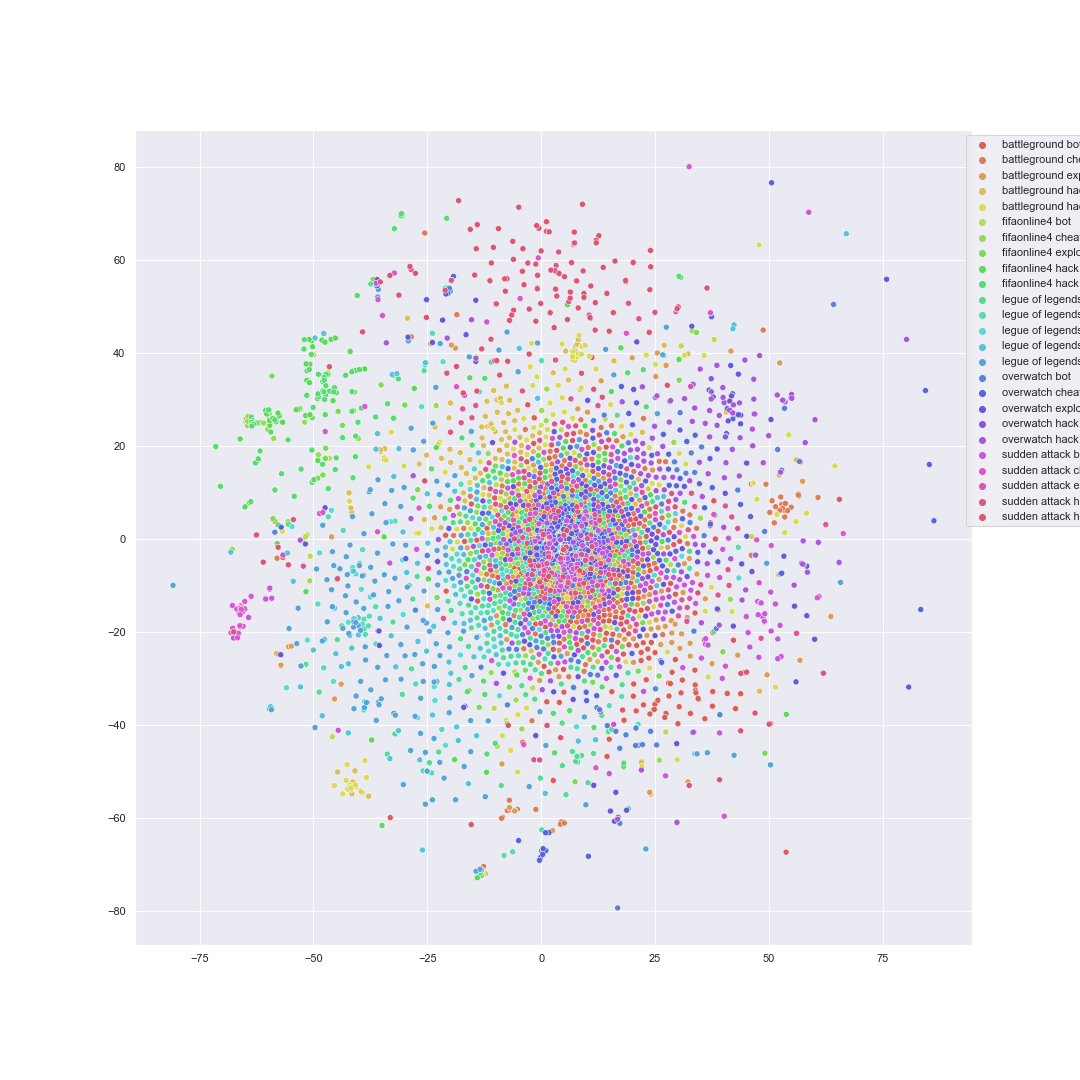 80
60
40
20
0
−20
−40
−60
−80
−75 −50 −25 0 25 50 75
battleground bot
battleground che
battleground exp
battleground hac
battleground hac
fifaonline4 bot
fifaonline4 chea
fifaonline4 explo
fifaonline4 hack
fifaonline4 hack
legue of legends
legue of legends
legue of legends
legue of legends
legue of legends
overwatch bot
overwatch chea
overwatch explo
overwatch hack
overwatch hack
sudden attack b
sudden attack cl
sudden attack e
sudden attack h
sudden attack h